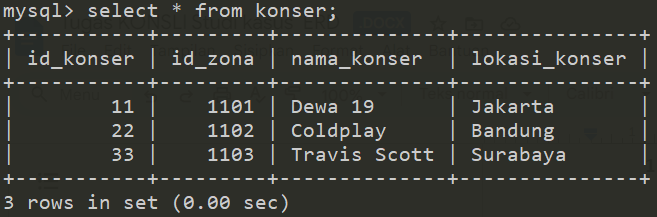 mysql> select * from konser;
+-----------+---------+--------------+---------------+
| id_konser | id_zona | nama_konser  | lokasi_konser |
+-----------+---------+--------------+---------------+
|        11 |    1101 | Dewa 19      | Jakarta       |
|        22 |    1102 | Coldplay     | Bandung       |
|        33 |    1103 | Travis Scott | Surabaya      |
+-----------+---------+--------------+---------------+
3 rows in set (0.00 sec)